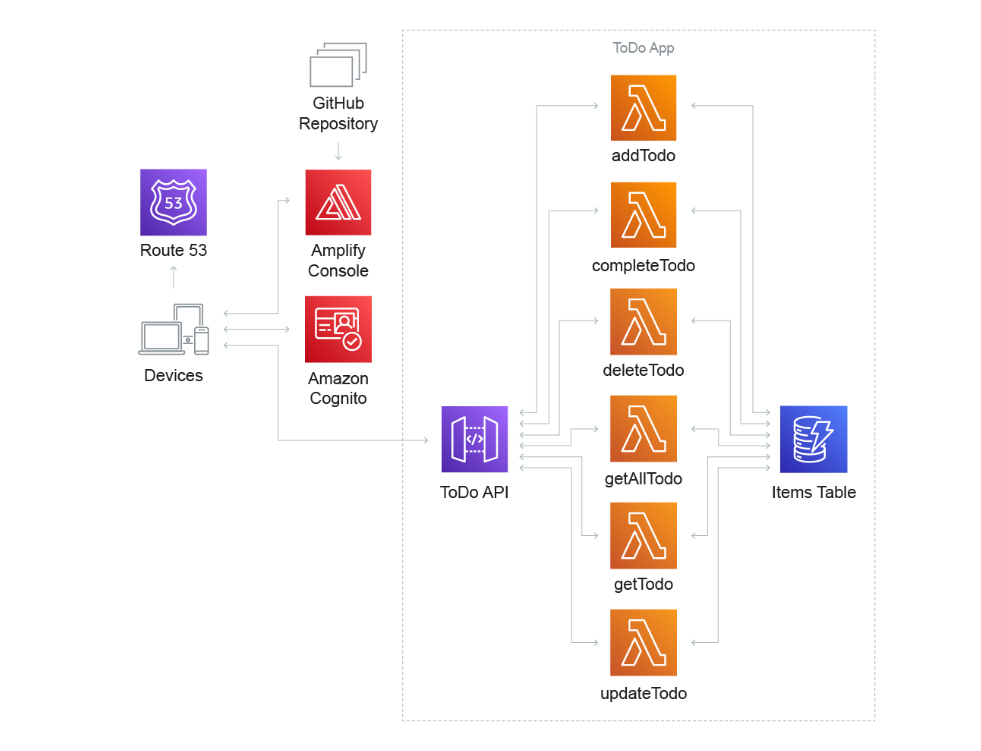 ToDo App
GitHub
Repository
addTodo
53
Route 53
Amplify
Console
completeTodo
Devices
Amazon
Cognito
deleteTodo
</>
ToDo API
getAllTodo
Items Table
getTodo
updateTodo